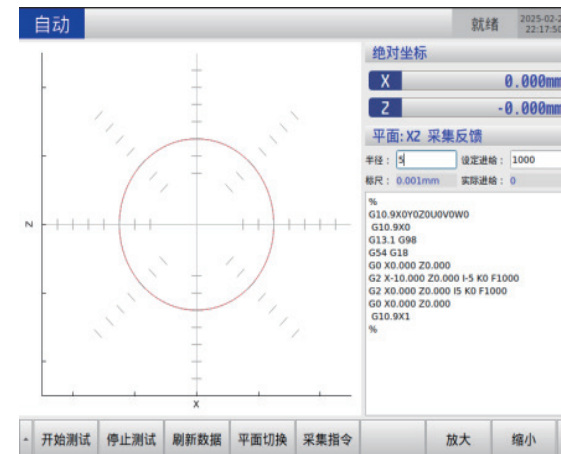 自动
就绪
2025-02-2
22:17:50
绝对坐标
X 0.000mm
Z -0.000mm
平面: XZ 采集反馈
半径： 5 设定进给： 1000
标尺： 0.001mm 实际进给： 0
%
G10.9X0Y0Z0U0V0W0
G10.9X0
G13.1 G98
G54 G18
G0 X0.000 Z0.000
G2 X-10.000 Z0.000 I-5 K0 F1000
G2 X0.000 Z0.000 I5 K0 F1000
G0 X0.000 Z0.000
G10.9X1
%
Z
X
开始测试 停止测试 刷新数据 平面切换 采集指令 放大 缩小